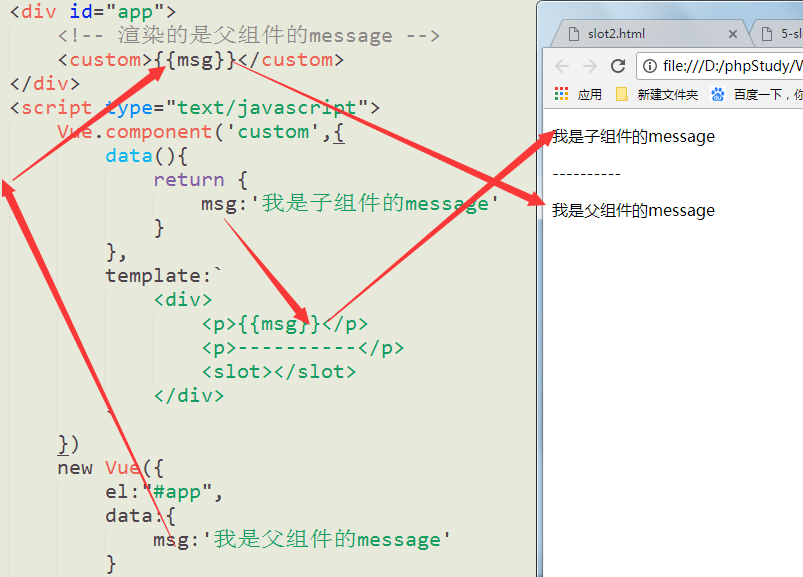 <div id="app">
<!-- 渲染的是父组件的message -->
<custom>{{msg}}</custom>
</div>
<script type="text/javascript">
Vue.component('custom',{
data(){
return {
msg:'我是子组件的message'
}
},
template:`
<div>
<p>{{msg}}</p>
<p>----------</p>
<slot></slot>
</div>
`
})
new Vue({
el:"#app",
data:{
msg:'我是父组件的message'
}
slot2.html
5-sl
file:///D:/phpStudy/W
应用
新建文件夹
百度一下，你
我是子组件的message
----------
我是父组件的message